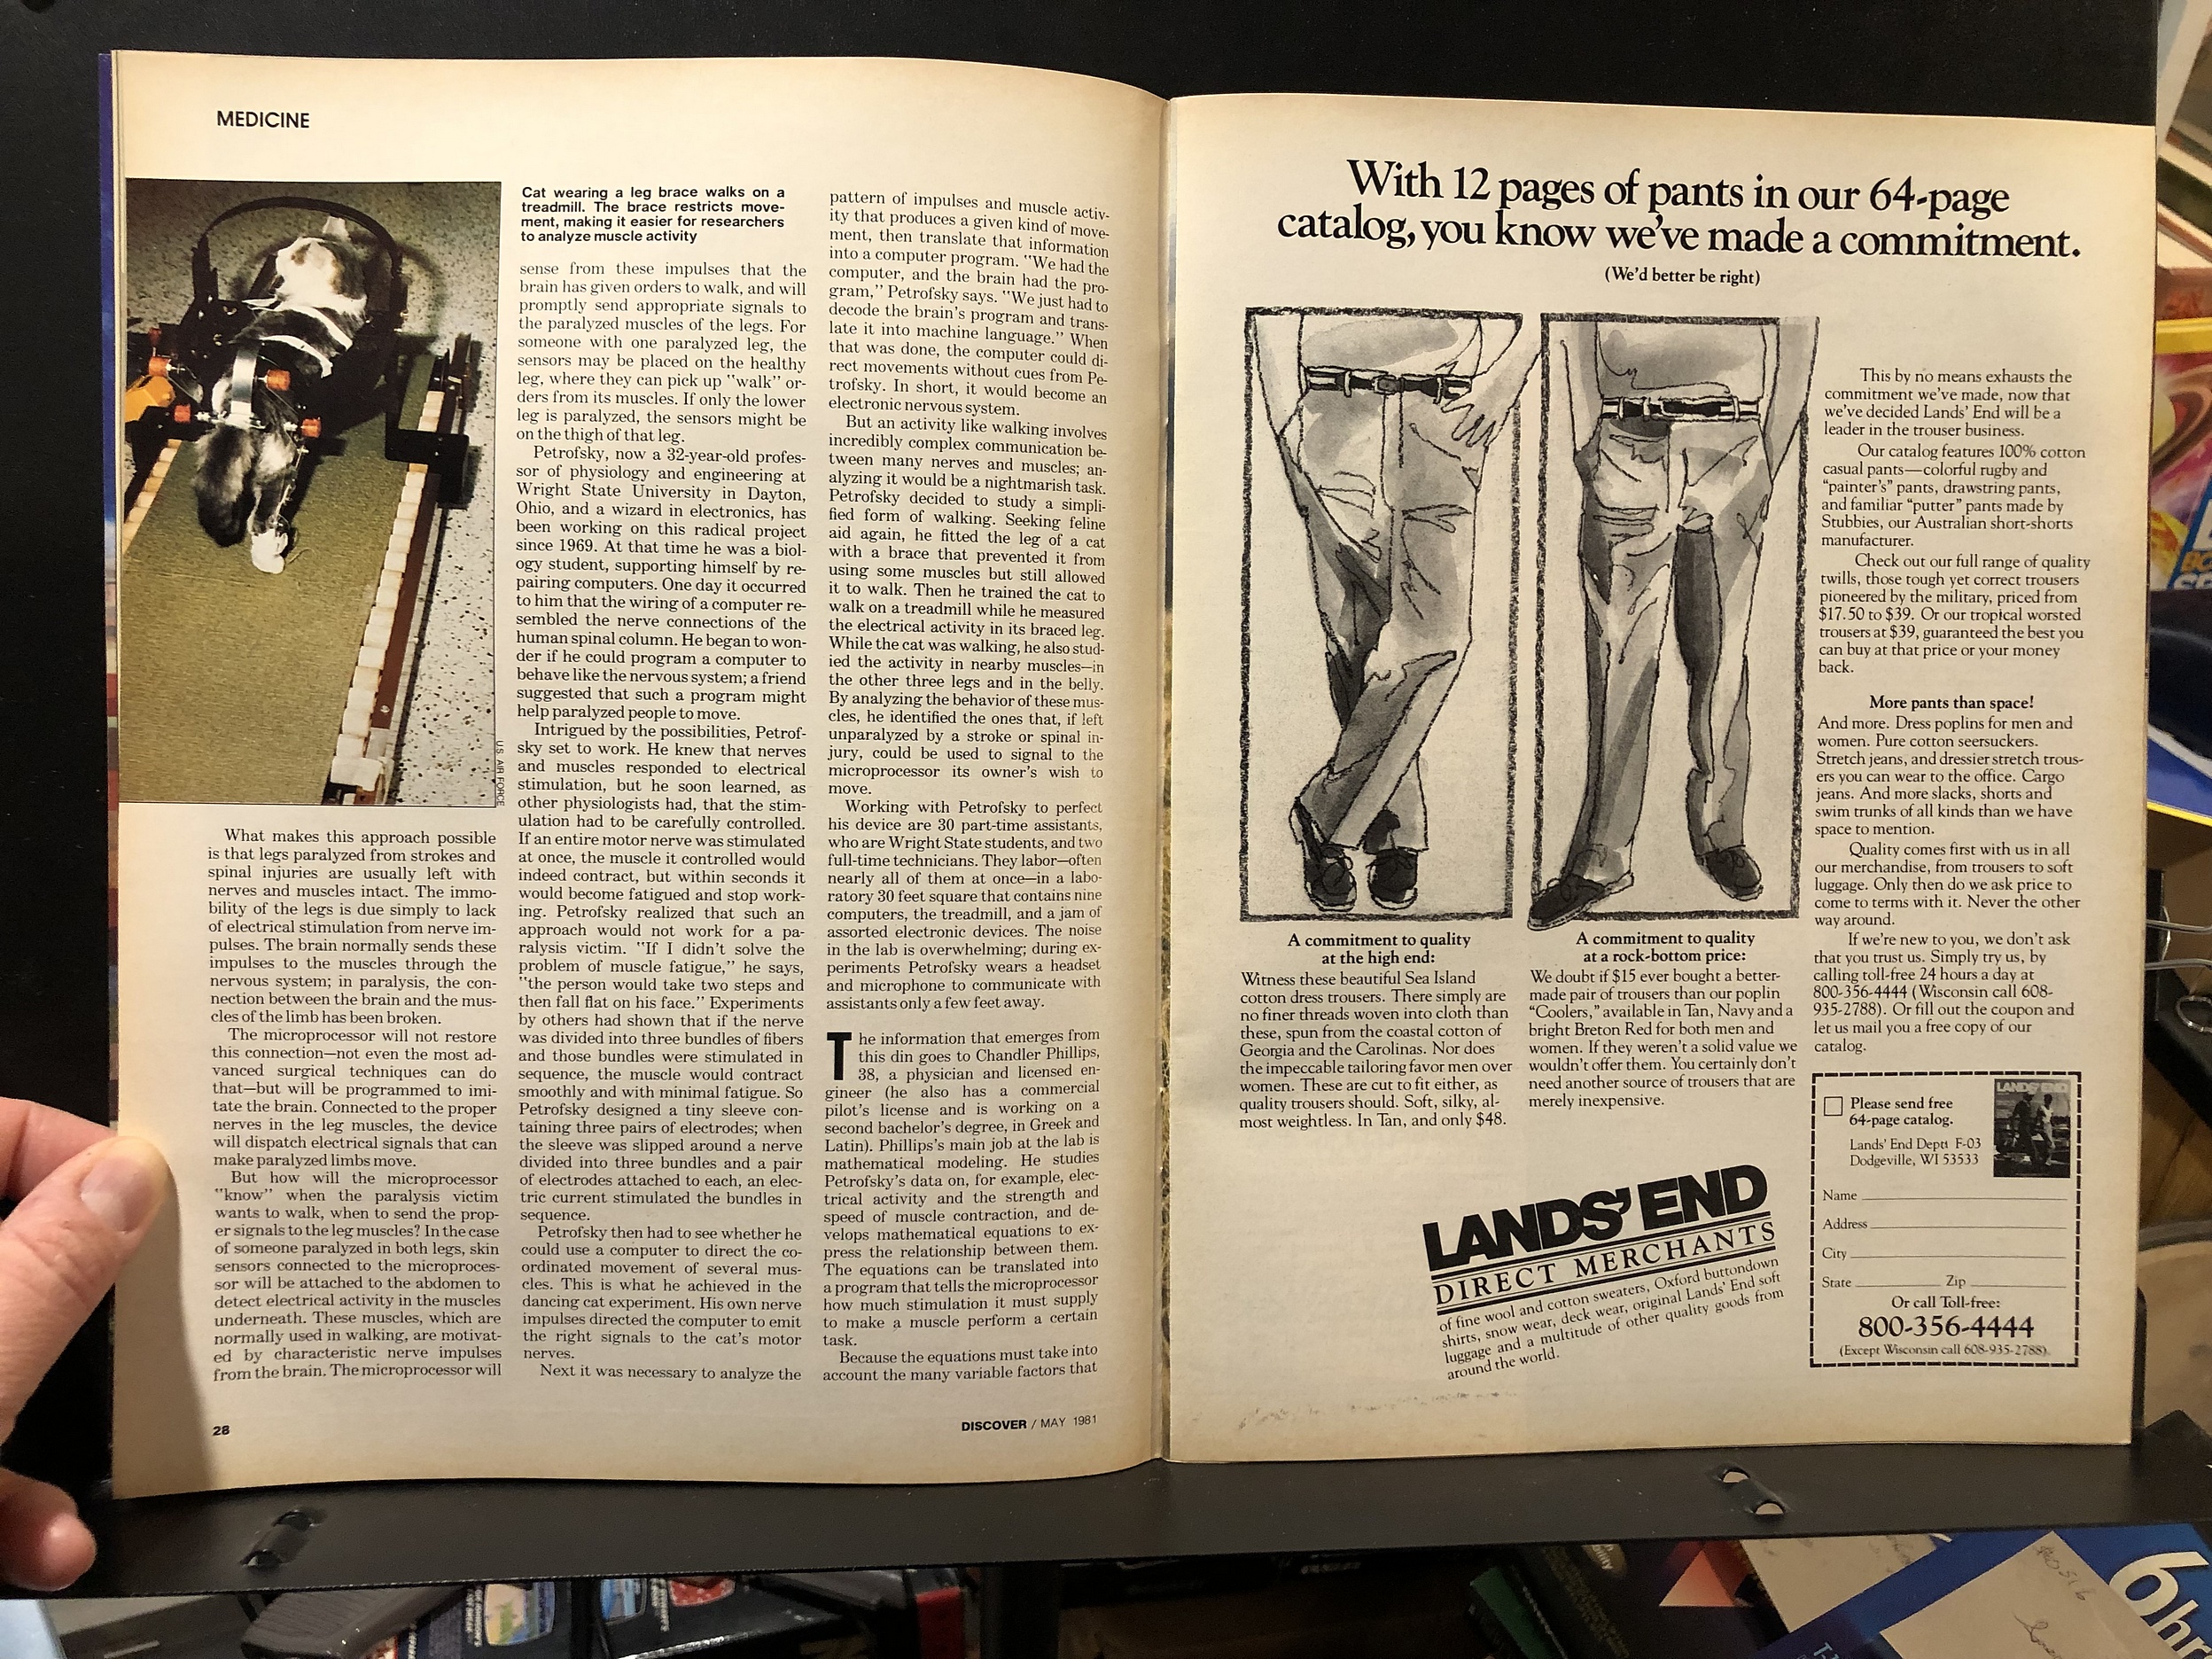 MEDICINE
Cat wearing a leg brace walks on a
treadmill. The brace restricts move-
ment, making it easier for researchers
to analyze muscle activity
U.S. AIR FORCE
What makes this approach possible
is that legs paralyzed from strokes and
spinal injuries are usually left with
nerves and muscles intact. The immo-
bility of the legs is due simply to lack
of electrical stimulation from nerve im-
pulses. The brain normally sends these
impulses to the muscles through the
nervous system; in paralysis, the con-
nection between the brain and the mus-
cles of the limb has been broken.
The microprocessor will not restore
this connection—not even the most ad-
vanced surgical techniques can do
that—but will be programmed to imi-
tate the brain. Connected to the proper
nerves in the leg muscles, the device
will dispatch electrical signals that can
make paralyzed limbs move.
But how will the microprocessor
"know" when the paralysis victim
wants to walk, when to send the prop-
er signals to the leg muscles? In the case
of someone paralyzed in both legs, skin
sensors connected to the microproces-
sor will be attached to the abdomen to
detect electrical activity in the muscles
underneath. These muscles, which are
normally used in walking, are motivat-
ed by characteristic nerve impulses
from the brain. The microprocessor will
sense from these impulses that the
brain has given orders to walk, and will
promptly send appropriate signals to
the paralyzed muscles of the legs. For
someone with one paralyzed leg, the
sensors may be placed on the healthy
leg, where they can pick up "walk" or-
ders from its muscles. If only the lower
leg is paralyzed, the sensors might be
on the thigh of that leg.
Petrofsky, now a 32-year-old profes-
sor of physiology and engineering at
Wright State University in Dayton,
Ohio, and a wizard in electronics, has
been working on this radical project
since 1969. At that time he was a biol-
ogy student, supporting himself by re-
pairing computers. One day it occurred
to him that the wiring of a computer re-
sembled the nerve connections of the
human spinal column. He began to won-
der if he could program a computer to
behave like the nervous system; a friend
suggested that such a program might
help paralyzed people to move.
Intrigued by the possibilities, Petrof-
sky set to work. He knew that nerves
and muscles responded to electrical
stimulation, but he soon learned, as
other physiologists had, that the stim-
ulation had to be carefully controlled.
If an entire motor nerve was stimulated
at once, the muscle it controlled would
indeed contract, but within seconds it
would become fatigued and stop work-
ing. Petrofsky realized that such an
approach would not work for a pa-
ralysis victim. "If I didn't solve the
problem of muscle fatigue," he says,
"the person would take two steps and
then fall flat on his face." Experiments
by others had shown that if the nerve
was divided into three bundles of fibers
and those bundles were stimulated in
sequence, the muscle would contract
smoothly and with minimal fatigue. So
Petrofsky designed a tiny sleeve con-
taining three pairs of electrodes; when
the sleeve was slipped around a nerve
divided into three bundles and a pair
of electrodes attached to each, an elec-
tric current stimulated the bundles in
sequence.
Petrofsky then had to see whether he
could use a computer to direct the co-
ordinated movement of several mus-
cles. This is what he achieved in the
dancing cat experiment. His own nerve
impulses directed the computer to emit
the right signals to the cat's motor
nerves.
Next it was necessary to analyze the
pattern of impulses and muscle activ-
ity that produces a given kind of move-
ment, then translate that information
into a computer program. "We had the
computer, and the brain had the pro-
gram," Petrofsky says. "We just had to
decode the brain's program and trans-
late it into machine language." When
that was done, the computer could di-
rect movements without cues from Pe-
trofsky. In short, it would become an
electronic nervous system.
But an activity like walking involves
incredibly complex communication be-
tween many nerves and muscles; an-
alyzing it would be a nightmarish task.
Petrofsky decided to study a simpli-
fied form of walking. Seeking feline
aid again, he fitted the leg of a cat
with a brace that prevented it from
using some muscles but still allowed
it to walk. Then he trained the cat to
walk on a treadmill while he measured
the electrical activity in its braced leg.
While the cat was walking, he also stud-
ied the activity in nearby muscles—in
the other three legs and in the belly.
By analyzing the behavior of these mus-
cles, he identified the ones that, if left
unparalyzed by a stroke or spinal in-
jury, could be used to signal to the
microprocessor its owner's wish to
move.
Working with Petrofsky to perfect
his device are 30 part-time assistants,
who are Wright State students, and two
full-time technicians. They labor—often
nearly all of them at once—in a labo-
ratory 30 feet square that contains nine
computers, the treadmill, and a jam of
assorted electronic devices. The noise
in the lab is overwhelming; during ex-
periments Petrofsky wears a headset
and microphone to communicate with
assistants only a few feet away.
The information that emerges from
this din goes to Chandler Phillips,
38, a physician and licensed en-
gineer (he also has a commercial
pilot's license and is working on a
second bachelor's degree, in Greek and
Latin). Phillips's main job at the lab is
mathematical modeling. He studies
Petrofsky's data on, for example, elec-
trical activity and the strength and
speed of muscle contraction, and de-
velops mathematical equations to ex-
press the relationship between them.
The equations can be translated into
a program that tells the microprocessor
how much stimulation it must supply
to make a muscle perform a certain
task.
Because the equations must take into
account the many variable factors that
28
DISCOVER / MAY 1981
With 12 pages of pants in our 64-page
catalog, you know we've made a commitment.
(We'd better be right)
A commitment to quality
at the high end:
Witness these beautiful Sea Island
cotton dress trousers. There simply are
no finer threads woven into cloth than
these, spun from the coastal cotton of
Georgia and the Carolinas. Nor does
the impeccable tailoring favor men over
women. These are cut to fit either, as
quality trousers should. Soft, silky, al-
most weightless. In Tan, and only $48.
A commitment to quality
at a rock-bottom price:
We doubt if $15 ever bought a better-
made pair of trousers than our poplin
"Coolers," available in Tan, Navy and a
bright Breton Red for both men and
women. If they weren't a solid value we
wouldn't offer them. You certainly don't
need another source of trousers that are
merely inexpensive.
This by no means exhausts the
commitment we've made, now that
we've decided Lands' End will be a
leader in the trouser business.
Our catalog features 100% cotton
casual pants—colorful rugby and
"painter's" pants, drawstring pants,
and familiar "putter" pants made by
Stubbies, our Australian short-shorts
manufacturer.
Check out our full range of quality
twills, those tough yet correct trousers
pioneered by the military, priced from
$17.50 to $39. Or our tropical worsted
trousers at $39, guaranteed the best you
can buy at that price or your money
back.
More pants than space!
And more. Dress poplins for men and
women. Pure cotton seersuckers.
Stretch jeans, and dressier stretch trous-
ers you can wear to the office. Cargo
jeans. And more slacks, shorts and
swim trunks of all kinds than we have
space to mention.
Quality comes first with us in all
our merchandise, from trousers to soft
luggage. Only then do we ask price to
come to terms with it. Never the other
way around.
If we're new to you, we don't ask
that you trust us. Simply try us, by
calling toll-free 24 hours a day at
800-356-4444 (Wisconsin call 608-
935-2788). Or fill out the coupon and
let us mail you a free copy of our
catalog.
LANDS' END
DIRECT MERCHANTS
of fine wool and cotton sweaters, Oxford buttondown
shirts, snow wear, deck wear, original Lands' End soft
luggage and a multitude of other quality goods from
around the world.
LANDS' END
Please send free
64-page catalog.
Lands' End Dept F-03
Dodgeville, WI 53533
Name
Address
City
State Zip
Or call Toll-free:
800-356-4444
(Except Wisconsin call 608-935-2788)
6hr